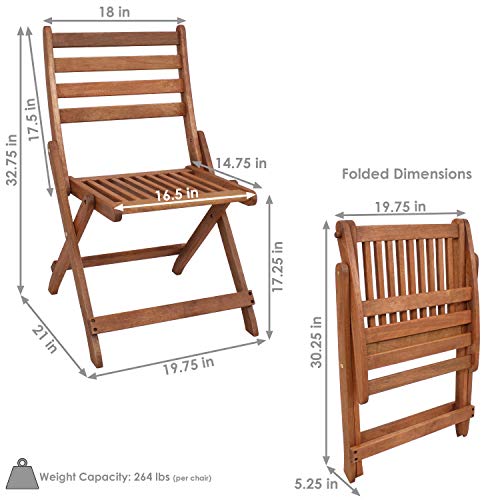 18 in
32.75 in
17.5 in
14.75 in
16.5 in
17.25 in
21 in
19.75 in
Folded Dimensions
19.75 in
30.25 in
5.25 in
Weight Capacity: 264 lbs (per chair)